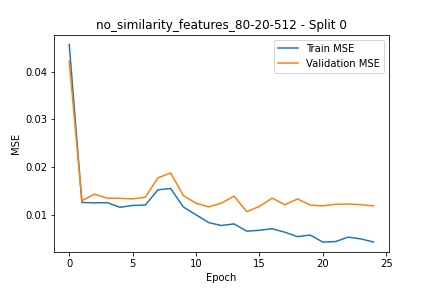 no_similarity_features_80-20-512 - Split 0
Train MSE
Validation MSE
0.04
0.03
0.02
0.01
MSE
0 5 10 15 20 25
Epoch